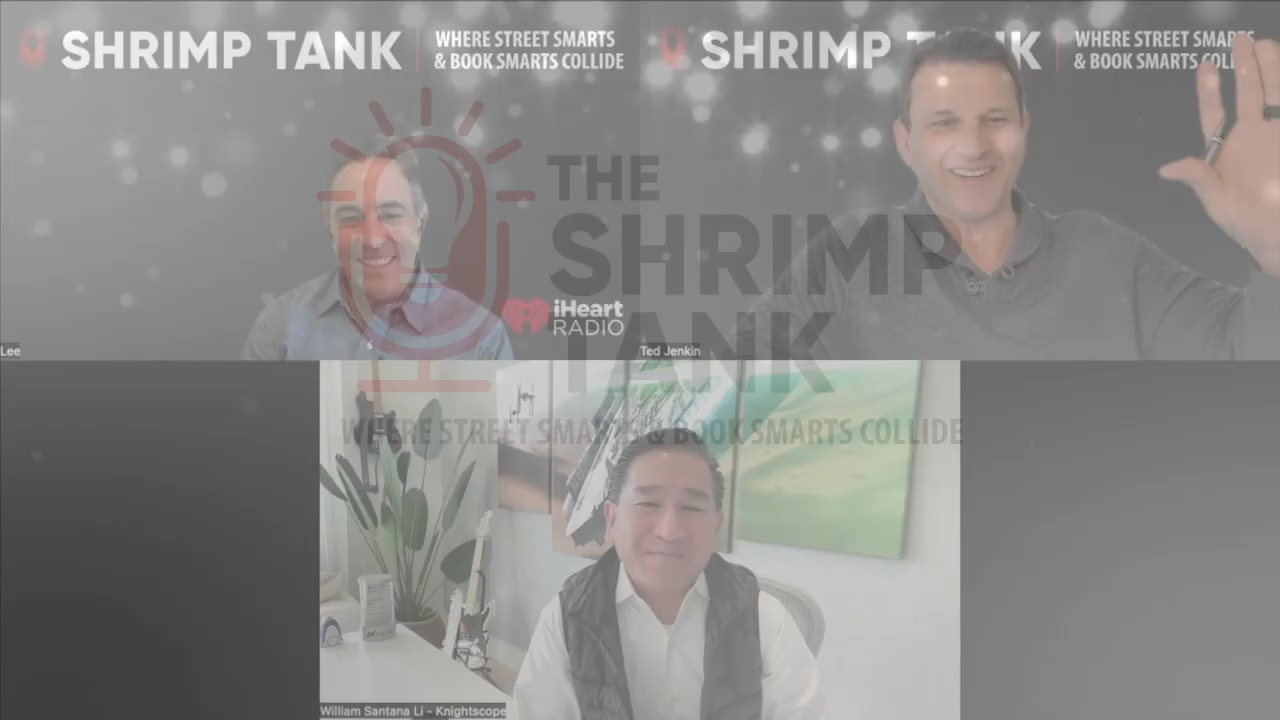 SHRIMP TANK
WHERE STREET SMARTS
& BOOK SMARTS COLLIDE
SHRIMP TANK
WHERE STREET SMARTS
& BOOK SMARTS COLL
THE
SHRIMP
TANK
WHERE STREET SMARTS & BOOK SMARTS COLLIDE
iHeart
RADIO
Lee
Ted Jenkin
William Santana Li - Knightscope